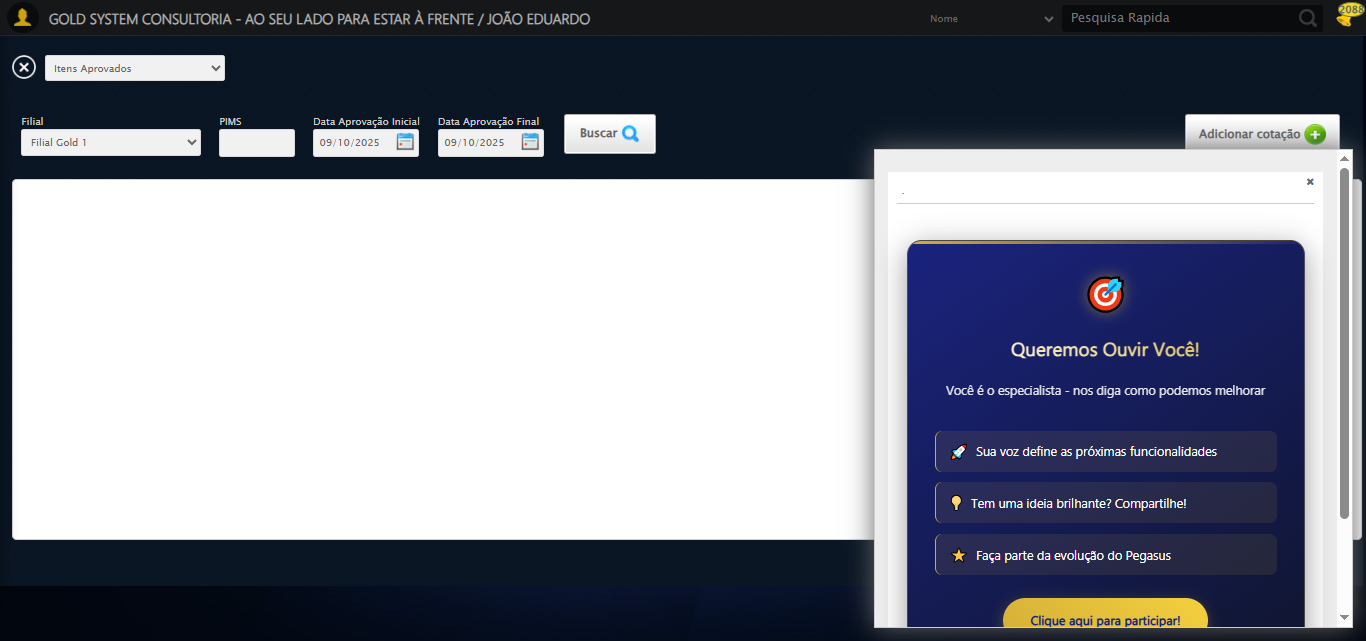 GOLD SYSTEM CONSULTORIA - AO SEU LADO PARA ESTAR À FRENTE / JOÃO EDUARDO
Nome
Pesquisa Rapida
2088
Itens Aprovados
Filial
PIMS
Data Aprovação Inicial
Data Aprovação Final
Filial Gold 1
09/10/2025
09/10/2025
Buscar
Adicionar cotação
.
Queremos Ouvir Você!
Você é o especialista - nos diga como podemos melhorar
Sua voz define as próximas funcionalidades
Tem uma ideia brilhante? Compartilhe!
Faça parte da evolução do Pegasus
Clique aqui para participar!